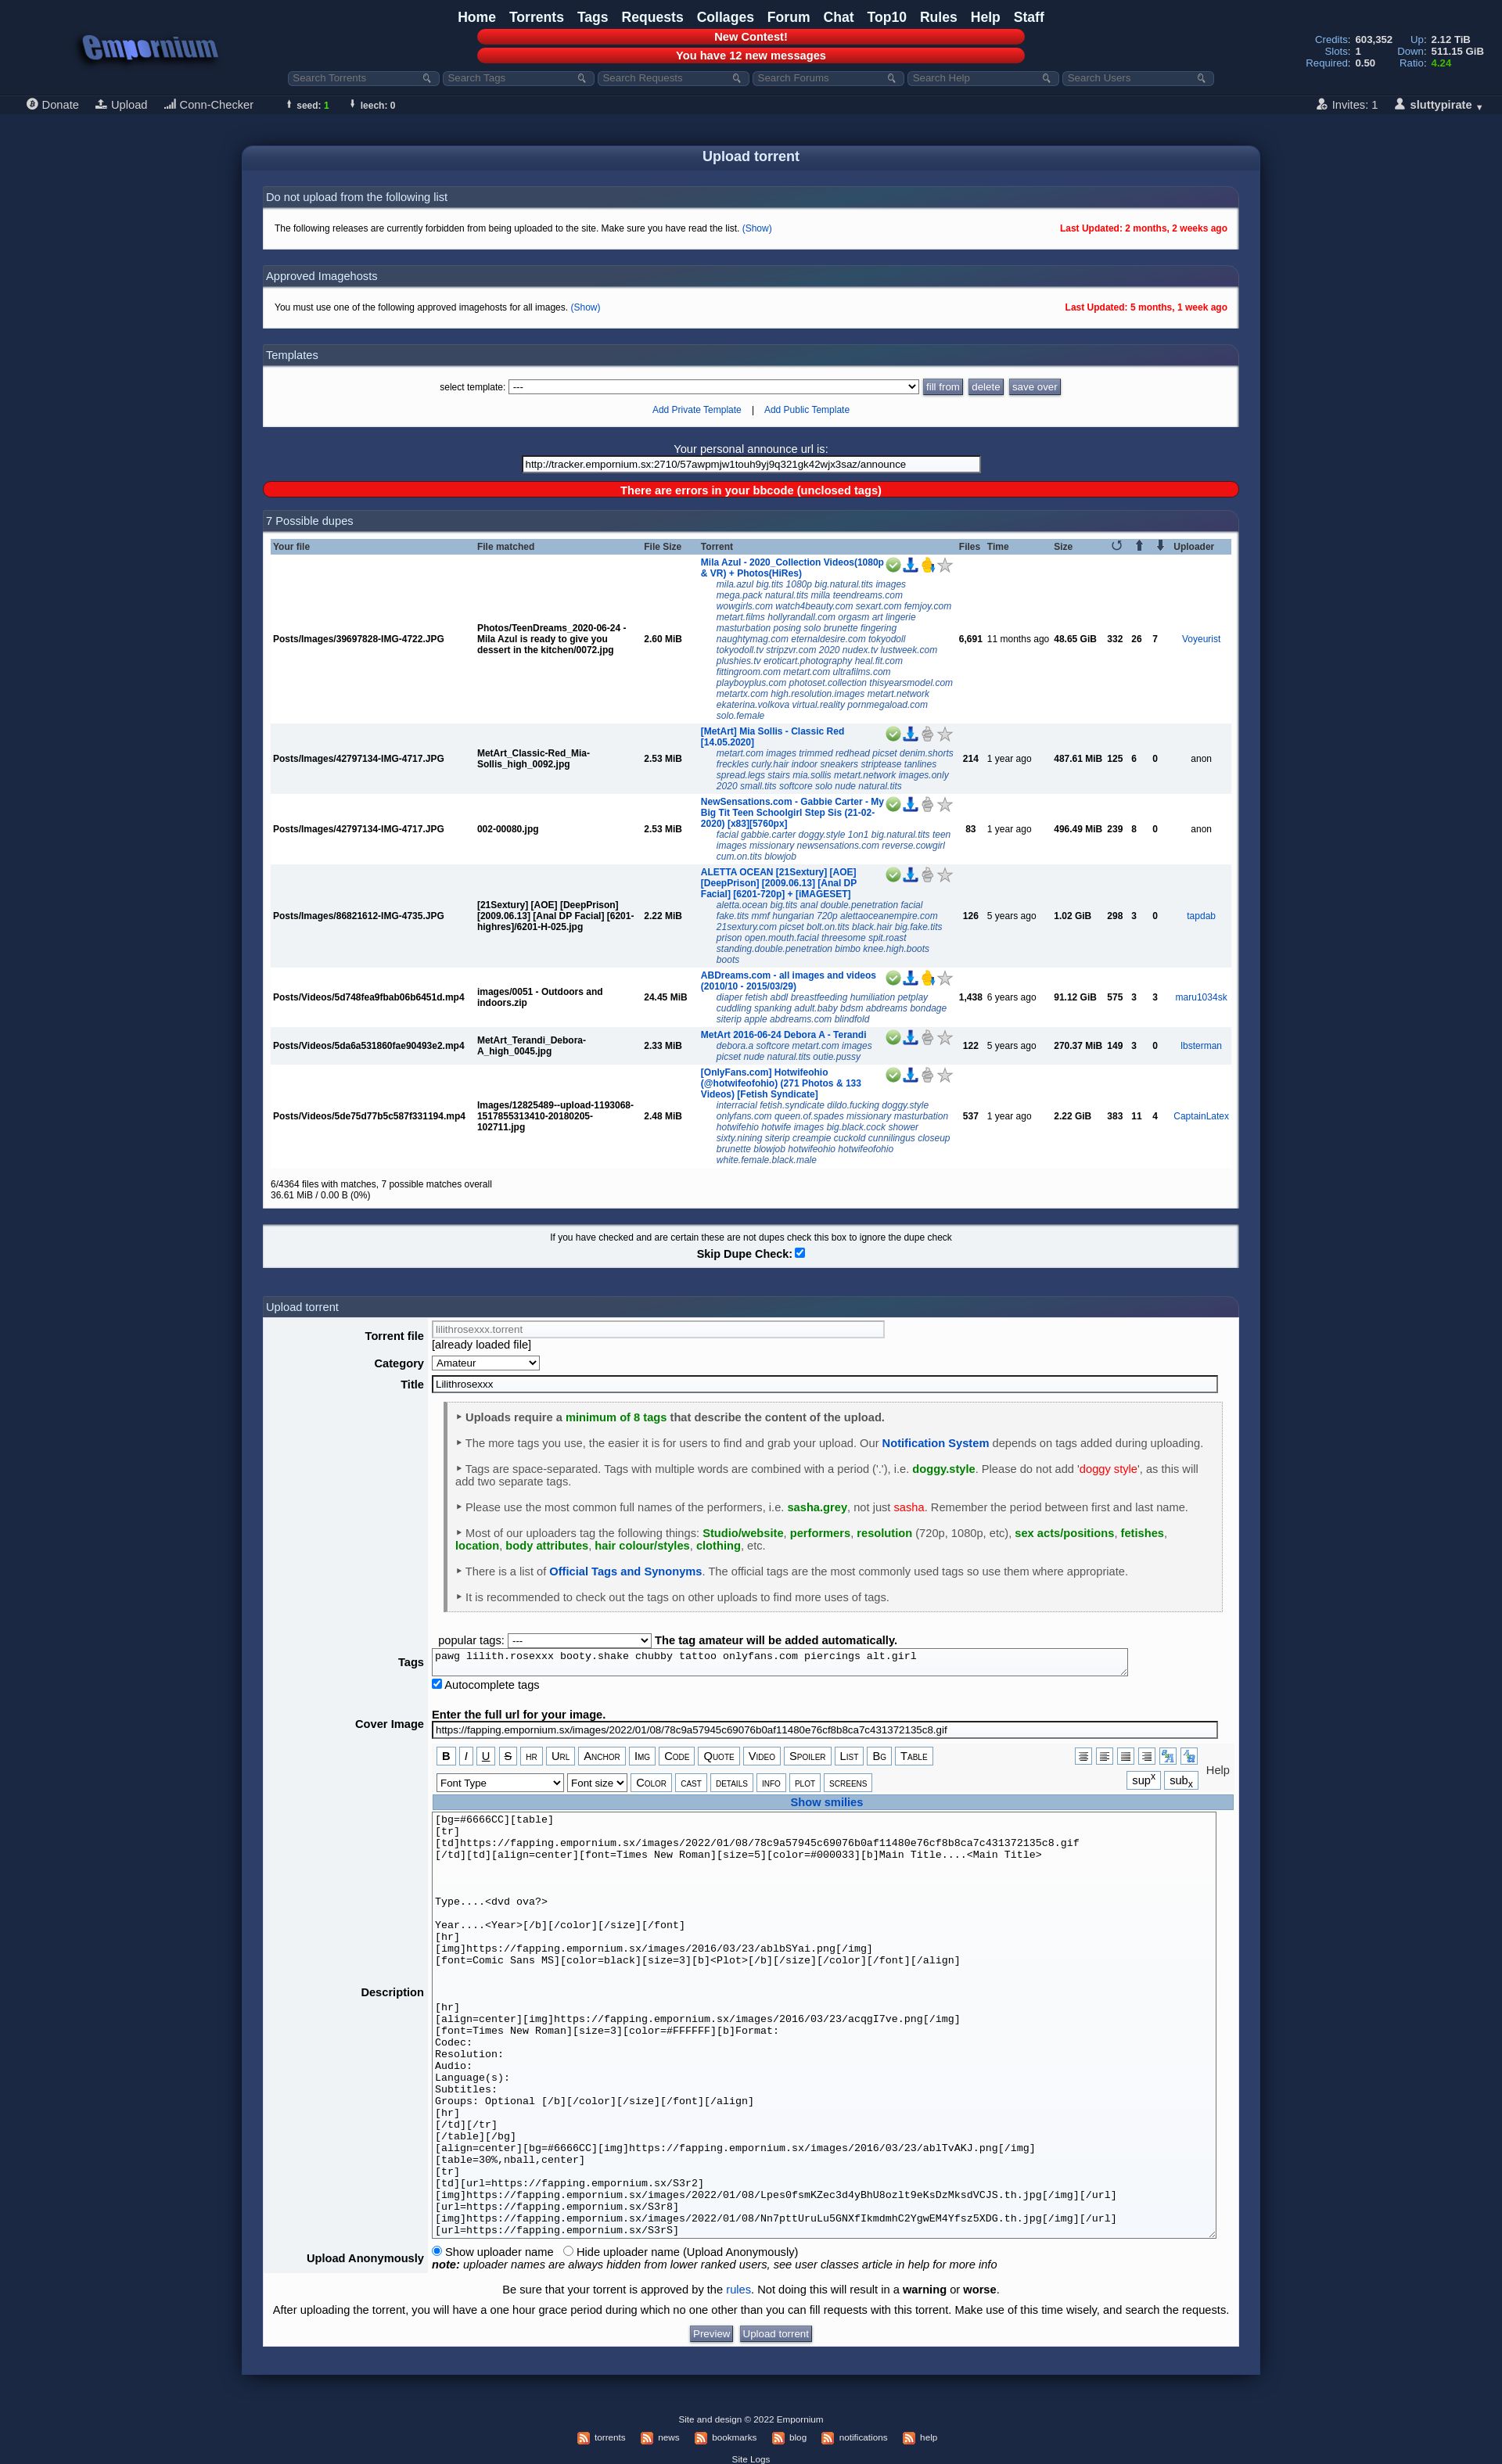 Empornium
Home Torrents Tags Requests Collages Forum Chat Top10 Rules Help Staff
New Contest!
You have 12 new messages
Search Torrents Search Tags Search Requests Search Forums Search Help Search Users
Credits: 603,352 Up: 2.12 TiB
Slots: 1 Down: 511.15 GiB
Required: 0.50 Ratio: 4.24
Donate Upload Conn-Checker seed: 1 leech: 0 Invites: 1 sluttypirate
Upload torrent
Do not upload from the following list
The following releases are currently forbidden from being uploaded to the site. Make sure you have read the list. (Show) Last Updated: 2 months, 2 weeks ago
Approved Imagehosts
You must use one of the following approved imagehosts for all images. (Show) Last Updated: 5 months, 1 week ago
Templates
select template: --- fill from delete save over
Add Private Template | Add Public Template
Your personal announce url is:
http://tracker.empornium.sx:2710/57awpmjw1touh9yj9q321gk42wjx3saz/announce
There are errors in your bbcode (unclosed tags)
7 Possible dupes
Your file File matched File Size Torrent Files Time Size Uploader
Mila Azul - 2020_Collection Videos(1080p
& VR) + Photos(HiRes)
mila.azul big.tits 1080p big.natural.tits images
mega.pack natural.tits milla teendreams.com
wowgirls.com watch4beauty.com sexart.com femjoy.com
metart.films hollyrandall.com orgasm art lingerie
masturbation posing solo brunette fingering
naughtymag.com eternaldesire.com tokyodoll
tokyodoll.tv stripzvr.com 2020 nudex.tv lustweek.com
plushies.tv eroticart.photography heal.fit.com
fittingroom.com metart.com ultrafilms.com
playboyplus.com photoset.collection thisyearsmodel.com
metartx.com high.resolution.images metart.network
ekaterina.volkova virtual.reality pornmegaload.com
solo.female
Posts/Images/39697828-IMG-4722.JPG
Photos/TeenDreams_2020-06-24 -
Mila Azul is ready to give you
dessert in the kitchen/0072.jpg
2.60 MiB
6,691 11 months ago 48.65 GiB 332 26 7 Voyeurist
[MetArt] Mia Sollis - Classic Red
[14.05.2020]
metart.com images trimmed redhead picset denim.shorts
freckles curly.hair indoor sneakers striptease tanlines
spread.legs stairs mia.sollis metart.network images.only
2020 small.tits softcore solo nude natural.tits
Posts/Images/42797134-IMG-4717.JPG
MetArt_Classic-Red_Mia-
Sollis_high_0092.jpg
2.53 MiB
214 1 year ago 487.61 MiB 125 6 0 anon
NewSensations.com - Gabbie Carter - My
Big Tit Teen Schoolgirl Step Sis (21-02-
2020) [x83][5760px]
facial gabbie.carter doggy.style 1on1 big.natural.tits teen
images missionary newsensations.com reverse.cowgirl
cum.on.tits blowjob
Posts/Images/42797134-IMG-4717.JPG
002-00080.jpg
2.53 MiB
83 1 year ago 496.49 MiB 239 8 0 anon
ALETTA OCEAN [21Sextury] [AOE]
[DeepPrison] [2009.06.13] [Anal DP
Facial] [6201-720p] + [IMAGESET]
aletta.ocean big.tits anal double.penetration facial
fake.tits mmf hungarian 720p alettaoceanempire.com
21sextury.com picset bolt.on.tits black.hair big.fake.tits
prison open.mouth.facial threesome spit.roast
standing.double.penetration bimbo knee.high.boots
boots
Posts/Images/86821612-IMG-4735.JPG
[21Sextury] [AOE] [DeepPrison]
[2009.06.13] [Anal DP Facial] [6201-
highres]/6201-H-025.jpg
2.22 MiB
126 5 years ago 1.02 GiB 298 3 0 tapdab
ABDreams.com - all images and videos
(2010/10 - 2015/03/29)
diaper fetish abdl breastfeeding humiliation petplay
cuddling spanking adult.baby bdsm abdreams bondage
siterip apple abdreams.com blindfold
Posts/Videos/5d748fea9fbab06b6451d.mp4
images/0051 - Outdoors and
indoors.zip
24.45 MiB
1,438 6 years ago 91.12 GiB 575 3 3 maru1034sk
MetArt 2016-06-24 Debora A - Terandi
debora.a softcore metart.com images
picset nude natural.tits outie.pussy
Posts/Videos/5da6a531860fae90493e2.mp4
MetArt_Terandi_Debora-
A_high_0045.jpg
2.33 MiB
122 5 years ago 270.37 MiB 149 3 0 lbsterman
[OnlyFans.com] Hotwifeohio
(@hotwifeofohio) (271 Photos & 133
Videos) [Fetish Syndicate]
interracial fetish.syndicate dildo.fucking doggy.style
onlyfans.com queen.of.spades missionary masturbation
hotwifehio hotwife images big.black.cock shower
sixty.nining siterip creampie cuckold cunnilingus closeup
brunette blowjob hotwifeohio hotwifeofohio
white.female.black.male
Posts/Videos/5de75d77b5c587f331194.mp4
Images/12825489--upload-1193068-
1517855313410-20180205-
102711.jpg
2.48 MiB
537 1 year ago 2.22 GiB 383 11 4 CaptainLatex
6/4364 files with matches, 7 possible matches overall
36.61 MiB / 0.00 B (0%)
If you have checked and are certain these are not dupes check this box to ignore the dupe check
Skip Dupe Check:
Upload torrent
Torrent file lilithrosexxx.torrent
[already loaded file]
Category Amateur
Title Lilithrosexxx
‣ Uploads require a minimum of 8 tags that describe the content of the upload.
‣ The more tags you use, the easier it is for users to find and grab your upload. Our Notification System depends on tags added during uploading.
‣ Tags are space-separated. Tags with multiple words are combined with a period ('.'), i.e. doggy.style. Please do not add 'doggy style', as this will
add two separate tags.
‣ Please use the most common full names of the performers, i.e. sasha.grey, not just sasha. Remember the period between first and last name.
‣ Most of our uploaders tag the following things: Studio/website, performers, resolution (720p, 1080p, etc), sex acts/positions, fetishes,
location, body attributes, hair colour/styles, clothing, etc.
‣ There is a list of Official Tags and Synonyms. The official tags are the most commonly used tags so use them where appropriate.
‣ It is recommended to check out the tags on other uploads to find more uses of tags.
popular tags: --- The tag amateur will be added automatically.
Tags pawg lilith.rosexxx booty.shake chubby tattoo onlyfans.com piercings alt.girl
Autocomplete tags
Enter the full url for your image.
Cover Image https://fapping.empornium.sx/images/2022/01/08/78c9a57945c69076b0af11480e76cf8b8ca7c431372135c8.gif
B I U S HR Url Anchor Img Code Quote Video Spoiler List Bg Table Help
Font Type Font size Color cast details info plot screens supx subx
Show smilies
Description
[bg=#6666CC][table]
[tr]
[td]https://fapping.empornium.sx/images/2022/01/08/78c9a57945c69076b0af11480e76cf8b8ca7c431372135c8.gif
[/td][td][align=center][font=Times New Roman][size=5][color=#000033][b]Main Title....<Main Title>
Type....<dvd ova?>
Year....<Year>[/b][/color][/size][/font]
[hr]
[img]https://fapping.empornium.sx/images/2016/03/23/ablbSYai.png[/img]
[font=Comic Sans MS][color=black][size=3][b]<Plot>[/b][/size][/color][/font][/align]
[hr]
[align=center][img]https://fapping.empornium.sx/images/2016/03/23/acqgI7ve.png[/img]
[font=Times New Roman][size=3][color=#FFFFFF][b]Format:
Codec:
Resolution:
Audio:
Language(s):
Subtitles:
Groups: Optional [/b][/color][/size][/font][/align]
[hr]
[/td][/tr]
[/table][/bg]
[align=center][bg=#6666CC][img]https://fapping.empornium.sx/images/2016/03/23/ablTvAKJ.png[/img]
[table=30%,nball,center]
[tr]
[td][url=https://fapping.empornium.sx/S3r2]
[img]https://fapping.empornium.sx/images/2022/01/08/Lpes0fsmKZec3d4yBhU8ozlt9eKsDzMksdVCJS.th.jpg[/img][/url]
[url=https://fapping.empornium.sx/S3r8]
[img]https://fapping.empornium.sx/images/2022/01/08/Nn7pttUruLu5GNXfIkmdmhC2YgwEM4Yfsz5XDG.th.jpg[/img][/url]
[url=https://fapping.empornium.sx/S3rS]
Upload Anonymously Show uploader name Hide uploader name (Upload Anonymously)
note: uploader names are always hidden from lower ranked users, see user classes article in help for more info
Be sure that your torrent is approved by the rules. Not doing this will result in a warning or worse.
After uploading the torrent, you will have a one hour grace period during which no one other than you can fill requests with this torrent. Make use of this time wisely, and search the requests.
Preview Upload torrent
Site and design © 2022 Empornium
torrents news bookmarks blog notifications help
Site Logs